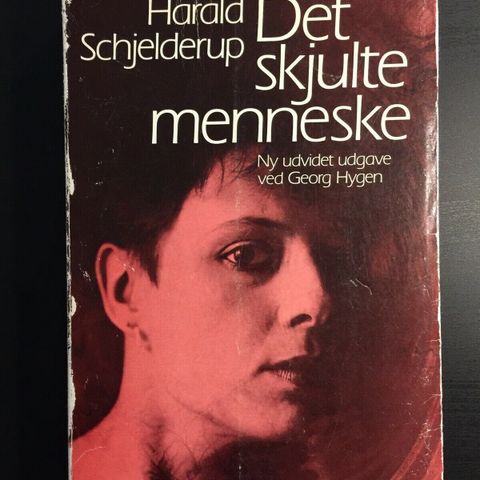 Harald
Schjelderup
Det
skjulte
menneske
Ny udvidet udgave
ved Georg Hygen